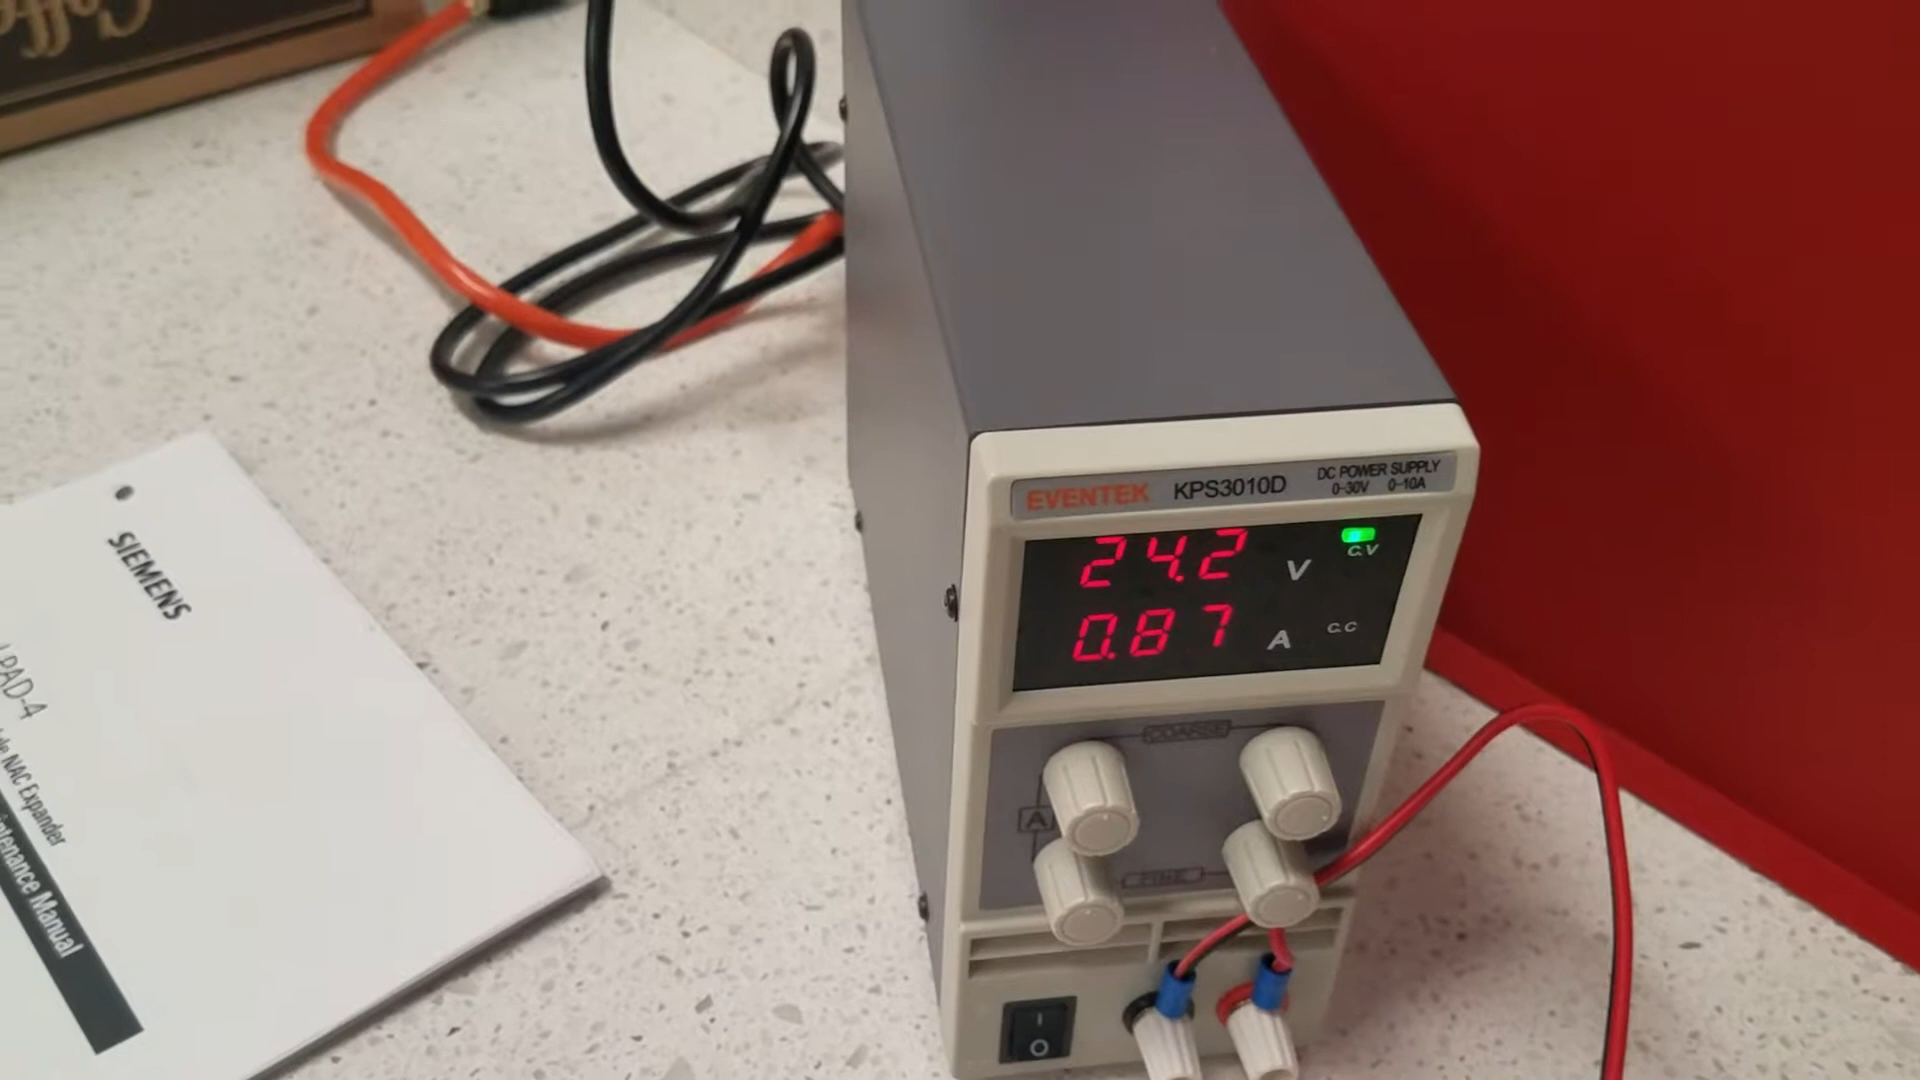 Coffe
SIEMENS
PAD-4
NAC Expander
Maintenance Manual
EVENTEK KPS3010D DC POWER SUPPLY
0-30V 0-10A
24.2 V C.V
0.87 A C.C
COARSE
A
FINE
I
O